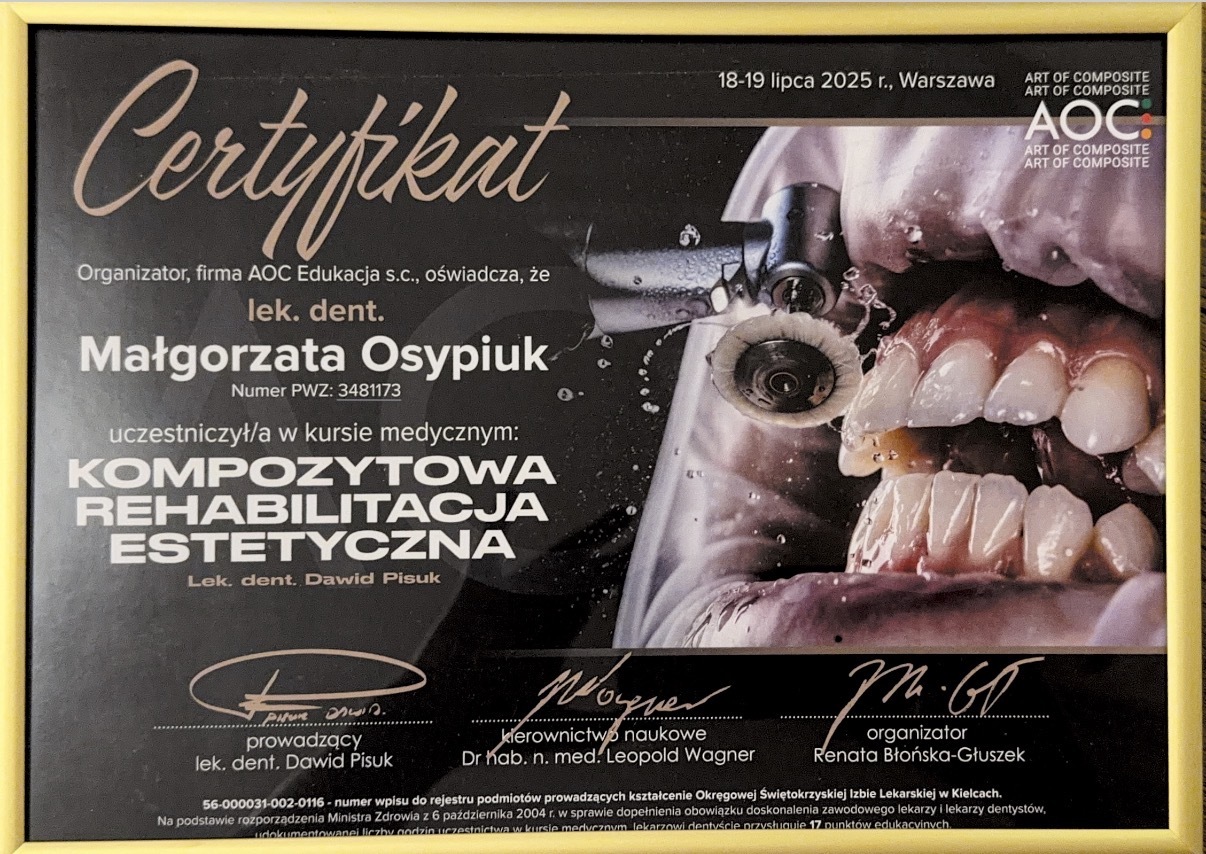 Certyfikat
18-19 lipca 2025 r., Warszawa
ART OF COMPOSITE
ART OF COMPOSITE
AOC
ART OF COMPOSITE
ART OF COMPOSITE
Organizator, firma AOC Edukacja s.c., oświadcza, że
lek. dent.
Małgorzata Osypiuk
Numer PWZ: 3481173
uczestniczył/a w kursie medycznym:
KOMPOZYTOWA
REHABILITACJA
ESTETYCZNA
Lek. dent. Dawid Pisuk
prowadzący
lek. dent. Dawid Pisuk
kierownictwo naukowe
Dr hab. n. med. Leopold Wagner
organizator
Renata Błońska-Głuszek
56-000031-002-0116 - numer wpisu do rejestru podmiotów prowadzących kształcenie Okręgowej Świętokrzyskiej Izbie Lekarskiej w Kielcach.
Na podstawie rozporządzenia Ministra Zdrowia z 6 października 2004 r. w sprawie dopełnienia obowiązku doskonalenia zawodowego lekarzy i lekarzy dentystów,
udokumentowanej liczby godzin uczestnictwa w kursie medycznym, lekarzowi dentyście przysługuje 17 punktów edukacyjnych.